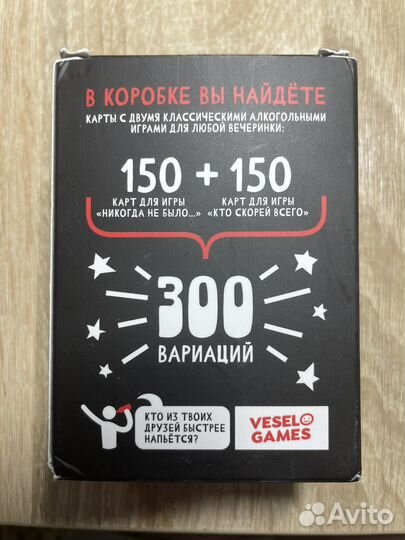 В КОРОБКЕ ВЫ НАЙДЁТЕ
КАРТЫ С ДВУМЯ КЛАССИЧЕСКИМИ АЛКОГОЛЬНЫМИ
ИГРАМИ ДЛЯ ЛЮБОЙ ВЕЧЕРИНКИ:
150 + 150
КАРТ ДЛЯ ИГРЫ КАРТ ДЛЯ ИГРЫ
«НИКОГДА НЕ БЫЛО...» «КТО СКОРЕЙ ВСЕГО»
300
ВАРИАЦИЙ
КТО ИЗ ТВОИХ
ДРУЗЕЙ БЫСТРЕЕ
НАПЬЁТСЯ?
VESELO
GAMES
Avito